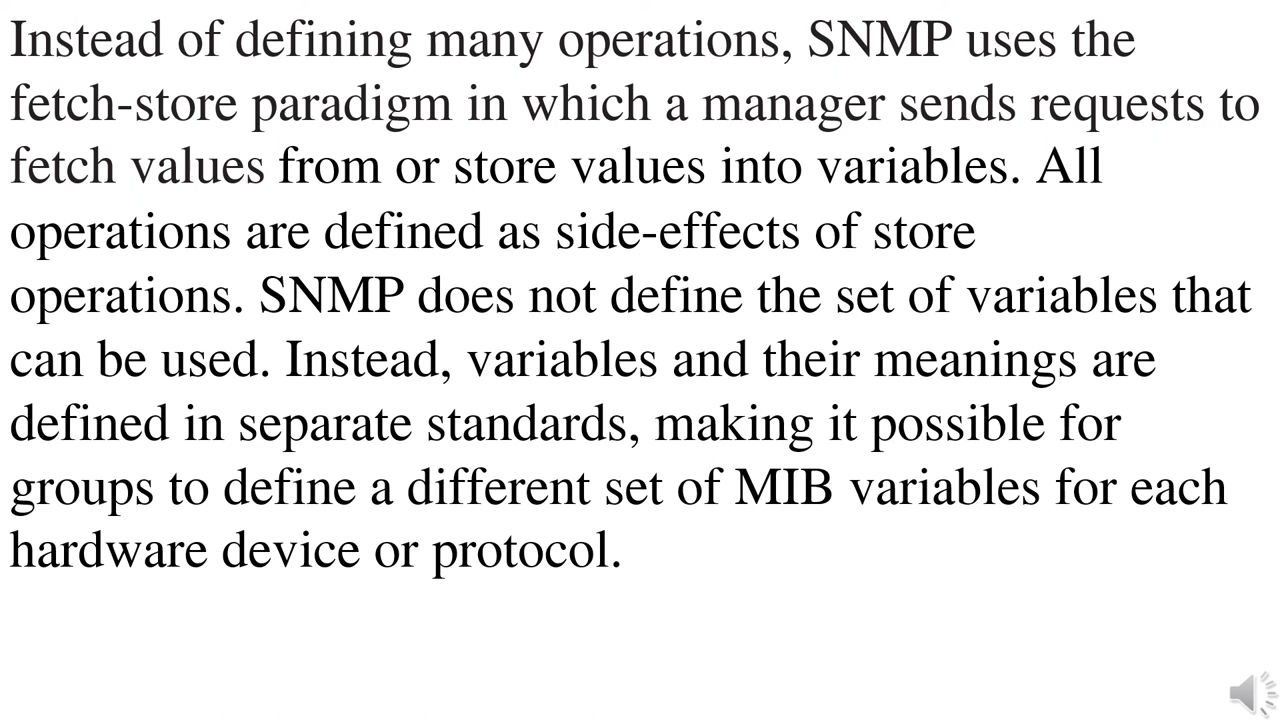 Instead of defining many operations, SNMP uses the
fetch-store paradigm in which a manager sends requests to
fetch values from or store values into variables. All
operations are defined as side-effects of store
operations. SNMP does not define the set of variables that
can be used. Instead, variables and their meanings are
defined in separate standards, making it possible for
groups to define a different set of MIB variables for each
hardware device or protocol.